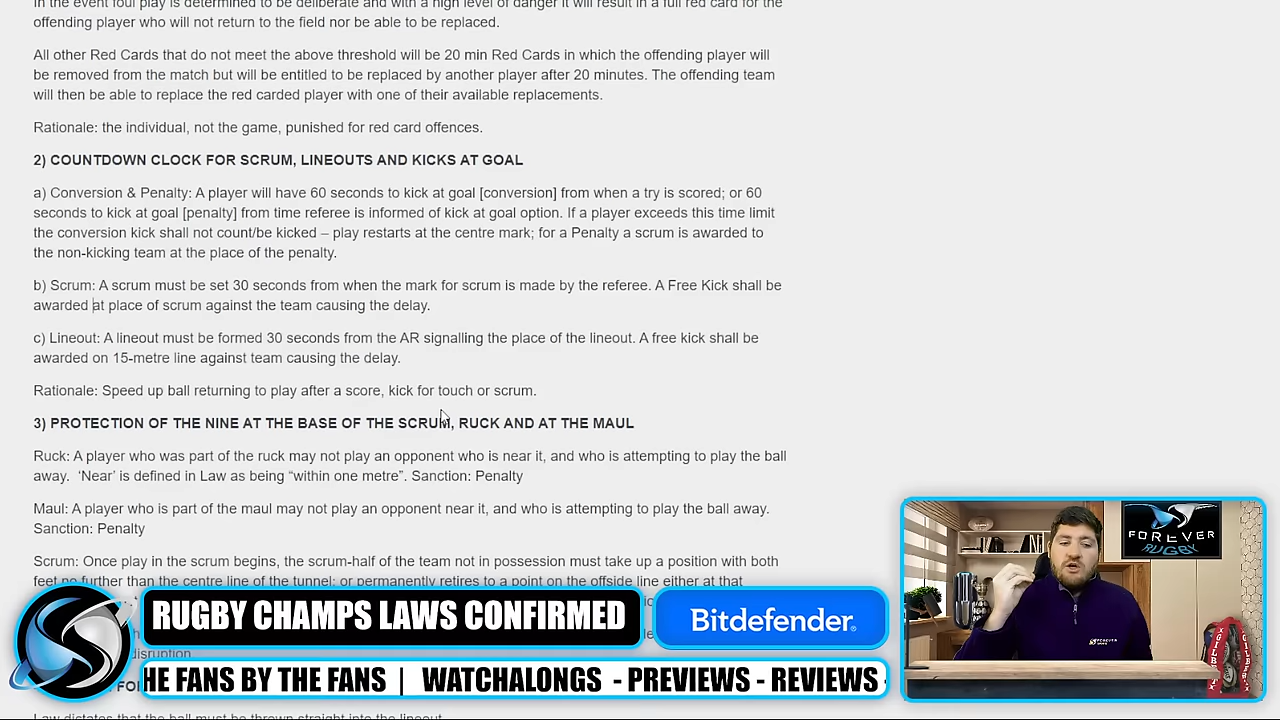 In the event foul play is determined to be deliberate and with a high level of danger it will result in a full red card for the
offending player who will not return to the field nor be able to be replaced.
All other Red Cards that do not meet the above threshold will be 20 min Red Cards in which the offending player will
be removed from the match but will be entitled to be replaced by another player after 20 minutes. The offending team
will then be able to replace the red carded player with one of their available replacements.
Rationale: the individual, not the game, punished for red card offences.
2) COUNTDOWN CLOCK FOR SCRUM, LINEOUTS AND KICKS AT GOAL
a) Conversion & Penalty: A player will have 60 seconds to kick at goal [conversion] from when a try is scored; or 60
seconds to kick at goal [penalty] from time referee is informed of kick at goal option. If a player exceeds this time limit
the conversion kick shall not count/be kicked – play restarts at the centre mark; for a Penalty a scrum is awarded to
the non-kicking team at the place of the penalty.
b) Scrum: A scrum must be set 30 seconds from when the mark for scrum is made by the referee. A Free Kick shall be
awarded at place of scrum against the team causing the delay.
c) Lineout: A lineout must be formed 30 seconds from the AR signalling the place of the lineout. A free kick shall be
awarded on 15-metre line against team causing the delay.
Rationale: Speed up ball returning to play after a score, kick for touch or scrum.
3) PROTECTION OF THE NINE AT THE BASE OF THE SCRUM, RUCK AND AT THE MAUL
Ruck: A player who was part of the ruck may not play an opponent who is near it, and who is attempting to play the ball
away. ‘Near’ is defined in Law as being “within one metre”. Sanction: Penalty
Maul: A player who is part of the maul may not play an opponent near it, and who is attempting to play the ball away.
Sanction: Penalty
Scrum: Once play in the scrum begins, the scrum-half of the team not in possession must take up a position with both
feet no further than the centre line of the tunnel; or permanently retires to a point on the offside line either at that
disruption
FO
Law dictates that the ball must be thrown straight into the lineout
RUGBY CHAMPS LAWS CONFIRMED
Bitdefender
HE FANS BY THE FANS | WATCHALONGS - PREVIEWS - REVIEWS -
FOREVER
RUGBY